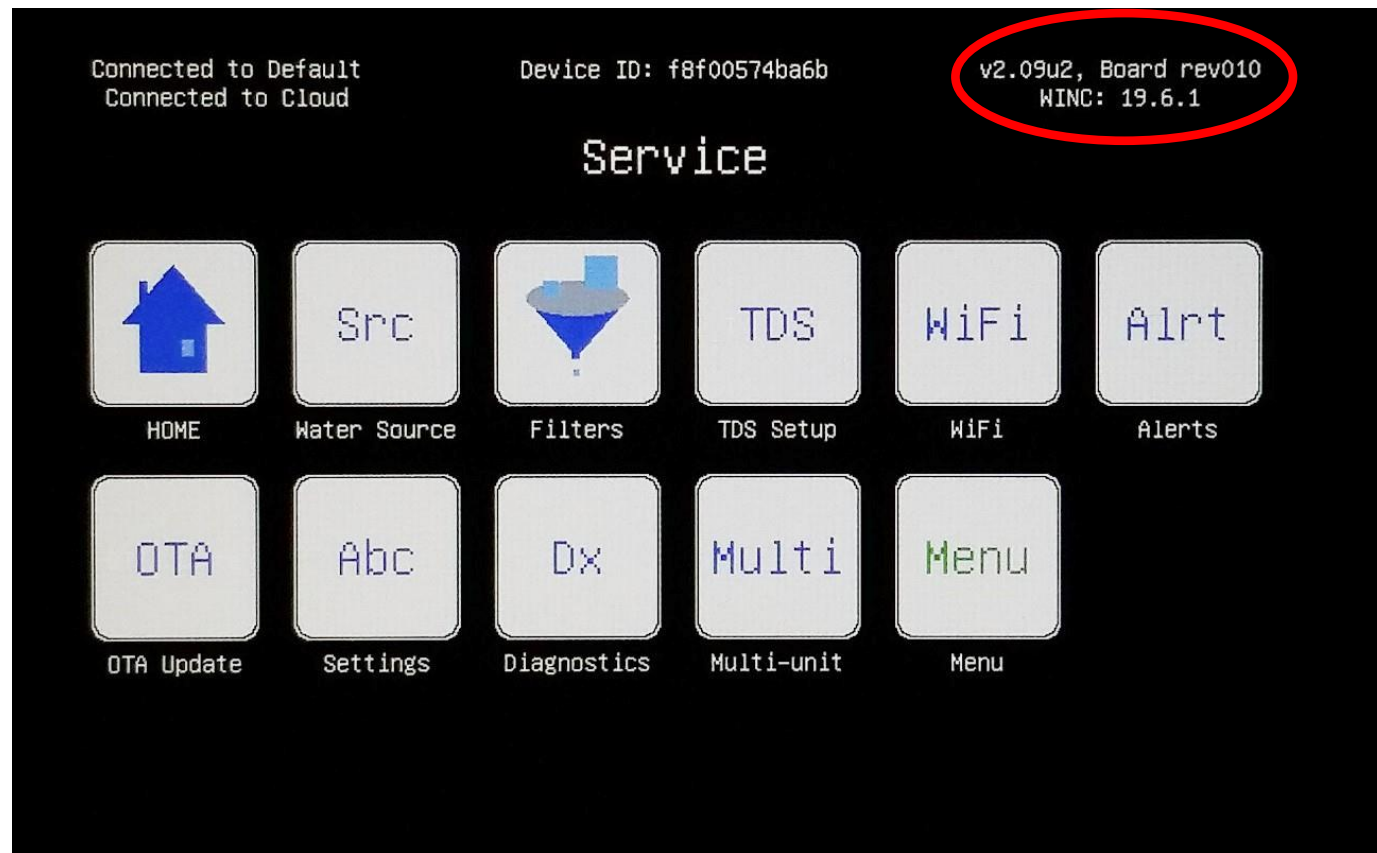 Connected to Default
Connected to Cloud
Device ID: f8f00574ba6b
v2.09u2, Board rev010
WINC: 19.6.1
Service
Src
TDS
WiFi
Alrt
HOME
Water Source
Filters
TDS Setup
WiFi
Alerts
OTA
Abc
Dx
Multi
Menu
OTA Update
Settings
Diagnostics
Multi-unit
Menu